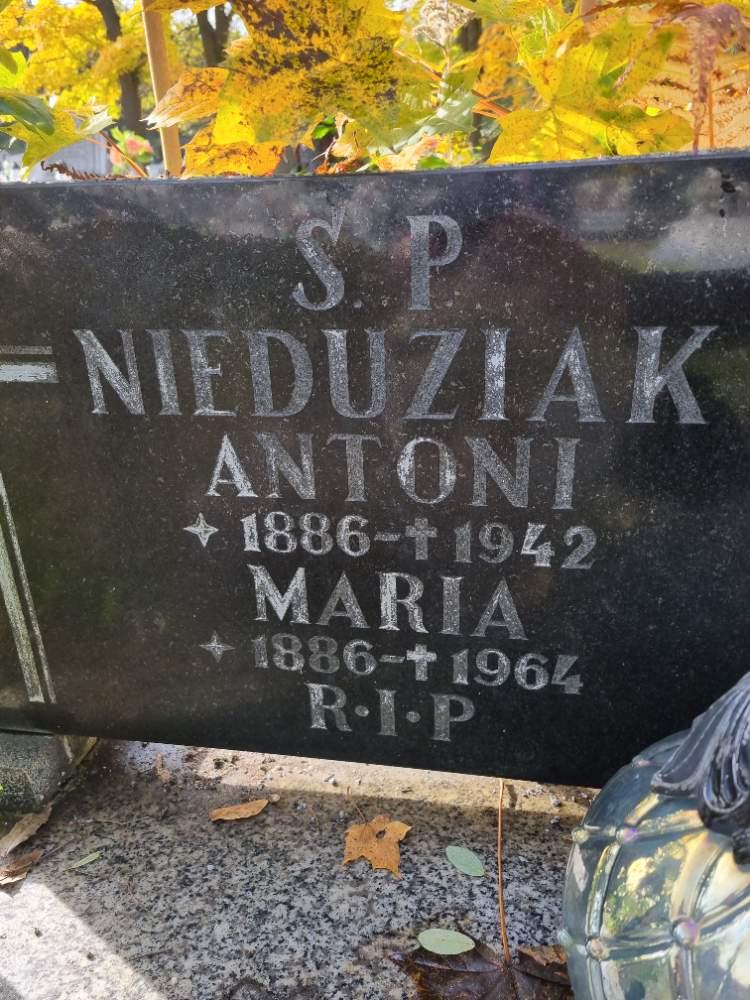 Ś. P
NIEDUZIAK
ANTONI
1886-✝1942
MARIA
1886-✝1964
R·I·P